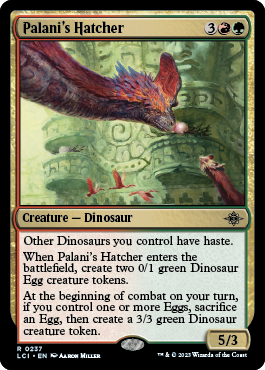 Palani's Hatcher 3
Creature — Dinosaur
Other Dinosaurs you control have haste.
When Palani's Hatcher enters the
battlefield, create two 0/1 green Dinosaur
Egg creature tokens.
At the beginning of combat on your turn,
if you control one or more Eggs, sacrifice
an Egg, then create a 3/3 green Dinosaur
creature token.
5/3
R 0237
LCI • EN Aaron Miller
™ & © 2023 Wizards of the Coast